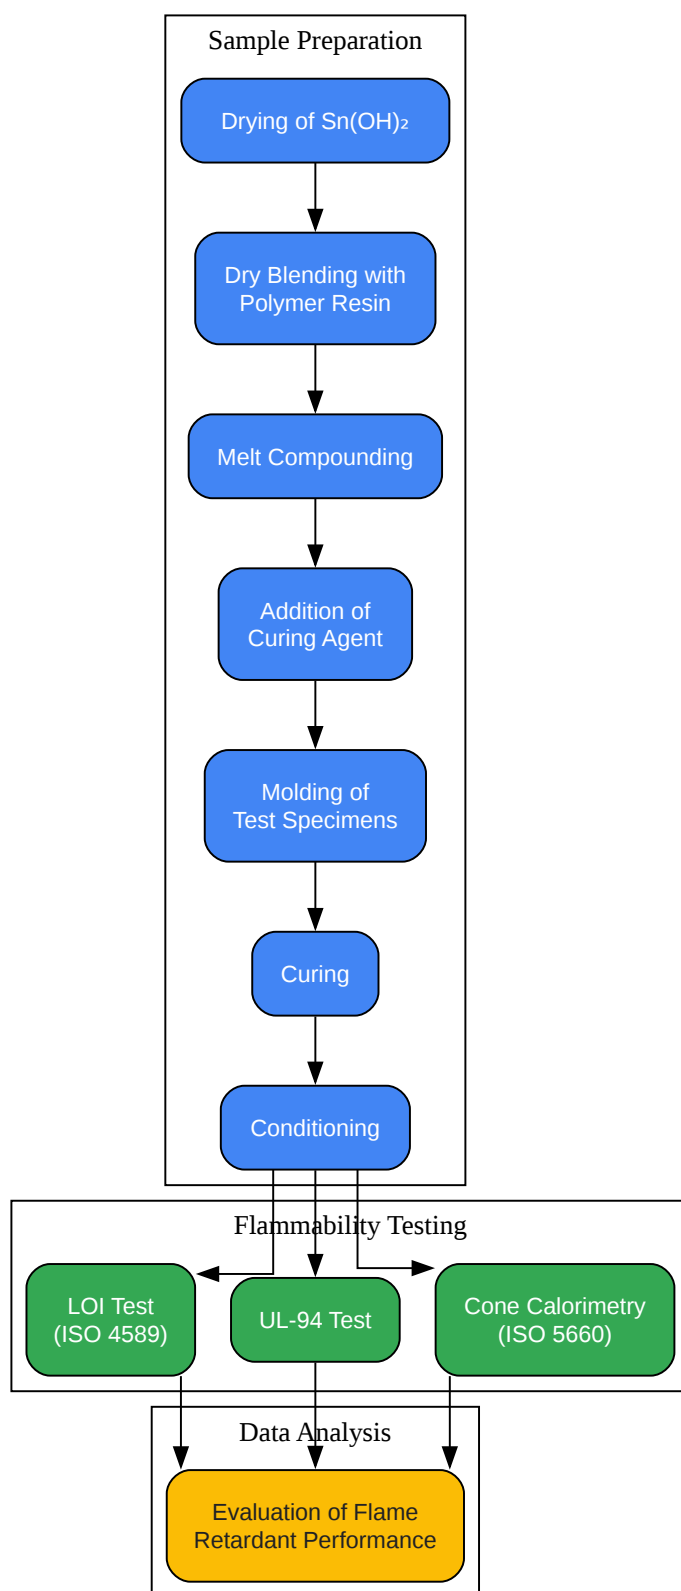 Sample Preparation
Drying of Sn(OH)₂
Dry Blending with
Polymer Resin
Melt Compounding
Addition of
Curing Agent
Molding of
Test Specimens
Curing
Conditioning
Flammability Testing
LOI Test
(ISO 4589)
UL-94 Test
Cone Calorimetry
(ISO 5660)
Data Analysis
Evaluation of Flame
Retardant Performance